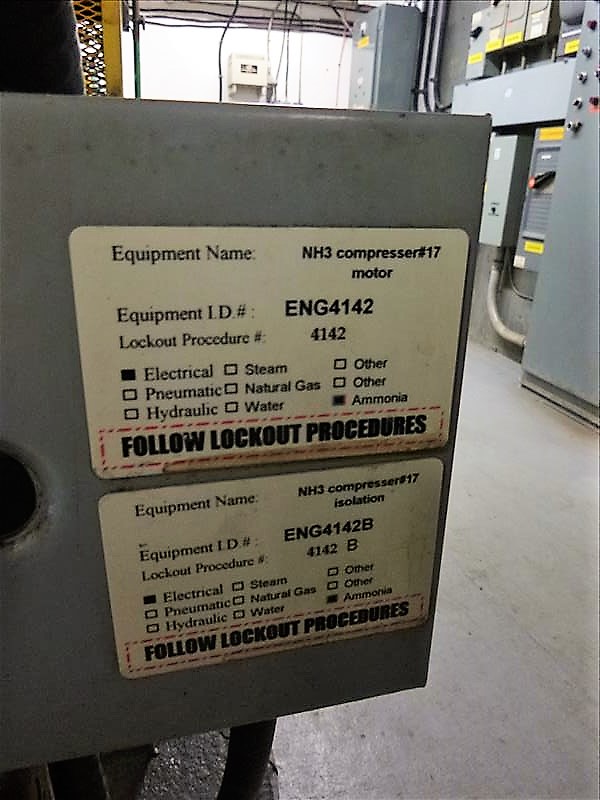 Equipment Name: NH3 compresser#17
motor
Equipment I.D.# : ENG4142
Lockout Procedure #: 4142
Electrical Steam Other
Pneumatic Natural Gas Other
Hydraulic Water Ammonia
FOLLOW LOCKOUT PROCEDURES
Equipment Name: NH3 compresser#17
isolation
Equipment I.D.# : ENG4142B
Lockout Procedure #: 4142 B
Electrical Steam Other
Pneumatic Natural Gas Other
Hydraulic Water Ammonia
FOLLOW LOCKOUT PROCEDURES